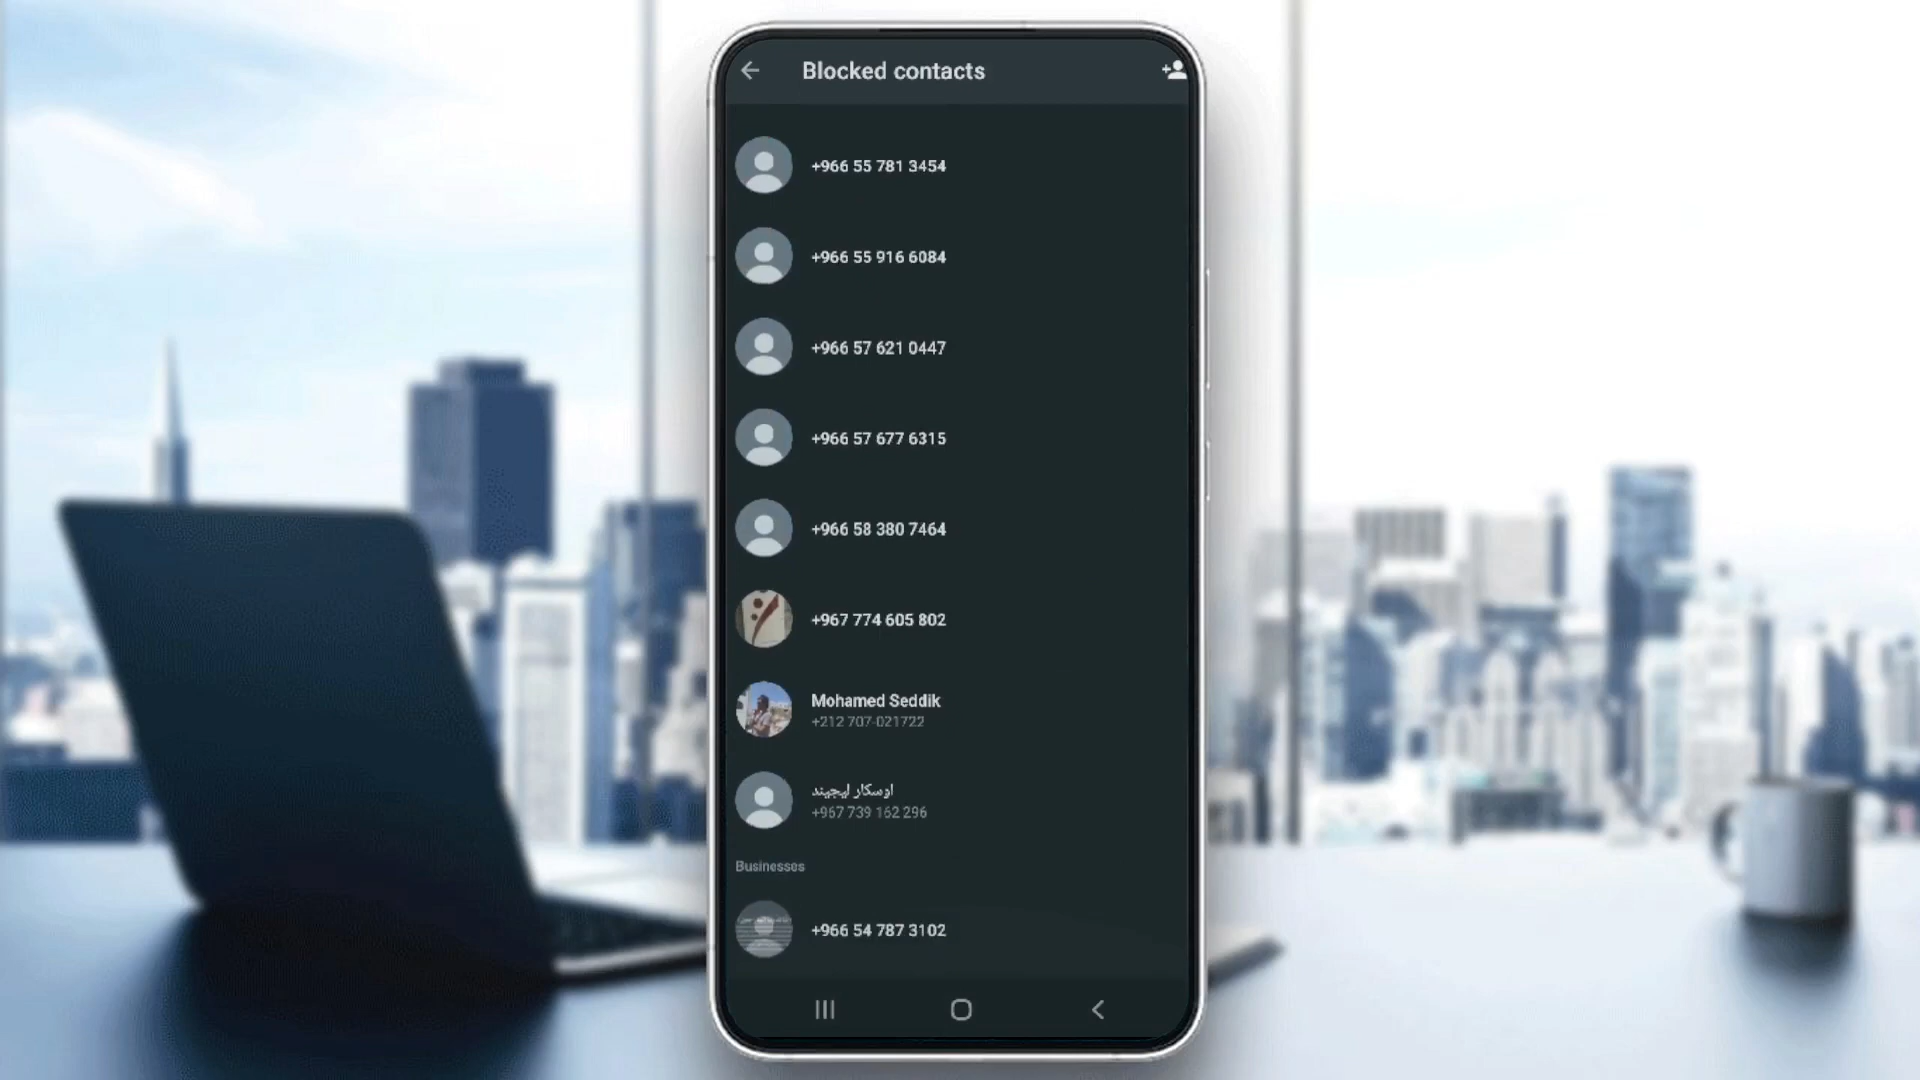 Blocked contacts
+966 55 781 3454
+966 55 916 6084
+966 57 621 0447
+966 57 677 6315
+966 58 380 7464
+967 774 605 802
Mohamed Seddik
+212 707-021722
اوسكار ليجيند
+967 739 162 296
Businesses
+966 54 787 3102